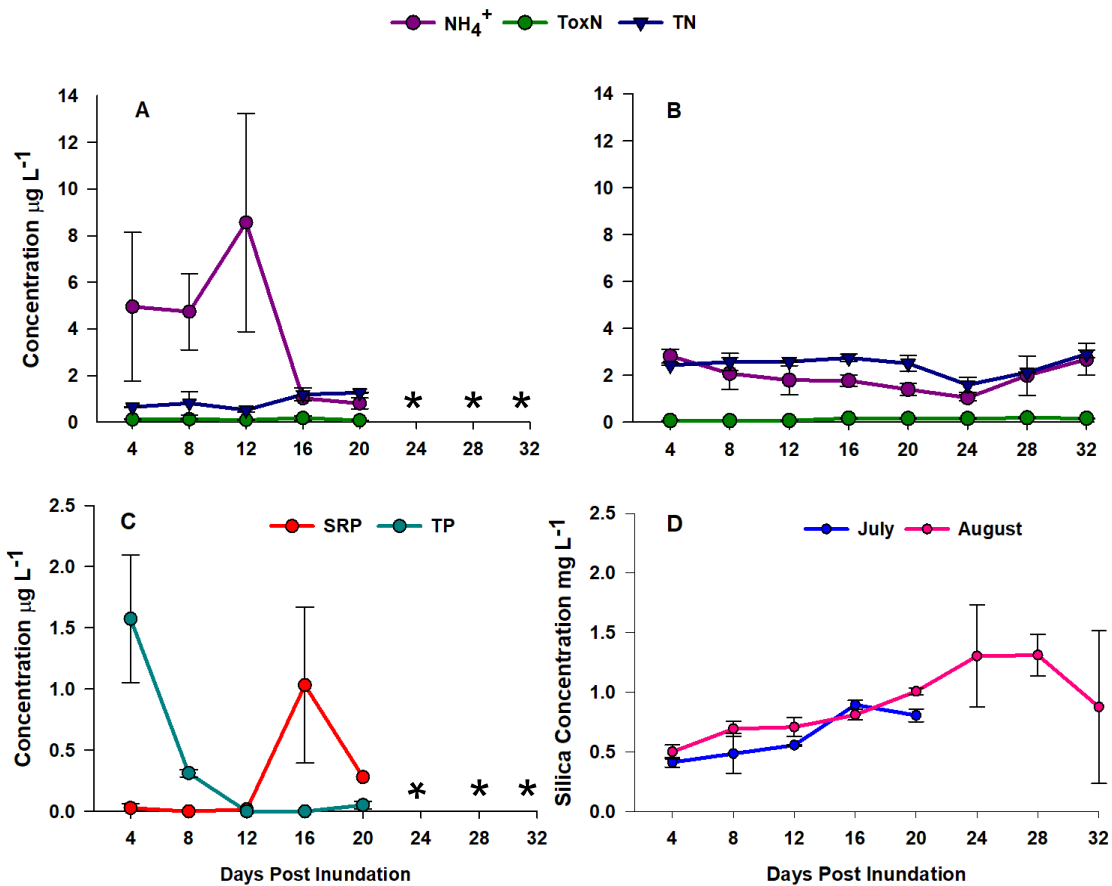 NH4+ ToxN TN
A
B
Concentration µg L-1
14
12
10
8
6
4
2
0
* * *
4 8 12 16 20 24 28 32
14
12
10
8
6
4
2
0
4 8 12 16 20 24 28 32
C
SRP TP
Concentration µg L-1
2.5
2.0
1.5
1.0
0.5
0.0
* * *
4 8 12 16 20 24 28 32
Days Post Inundation
D
July August
Silica Concentration mg L-1
2.5
2.0
1.5
1.0
0.5
0.0
4 8 12 16 20 24 28 32
Days Post Inundation